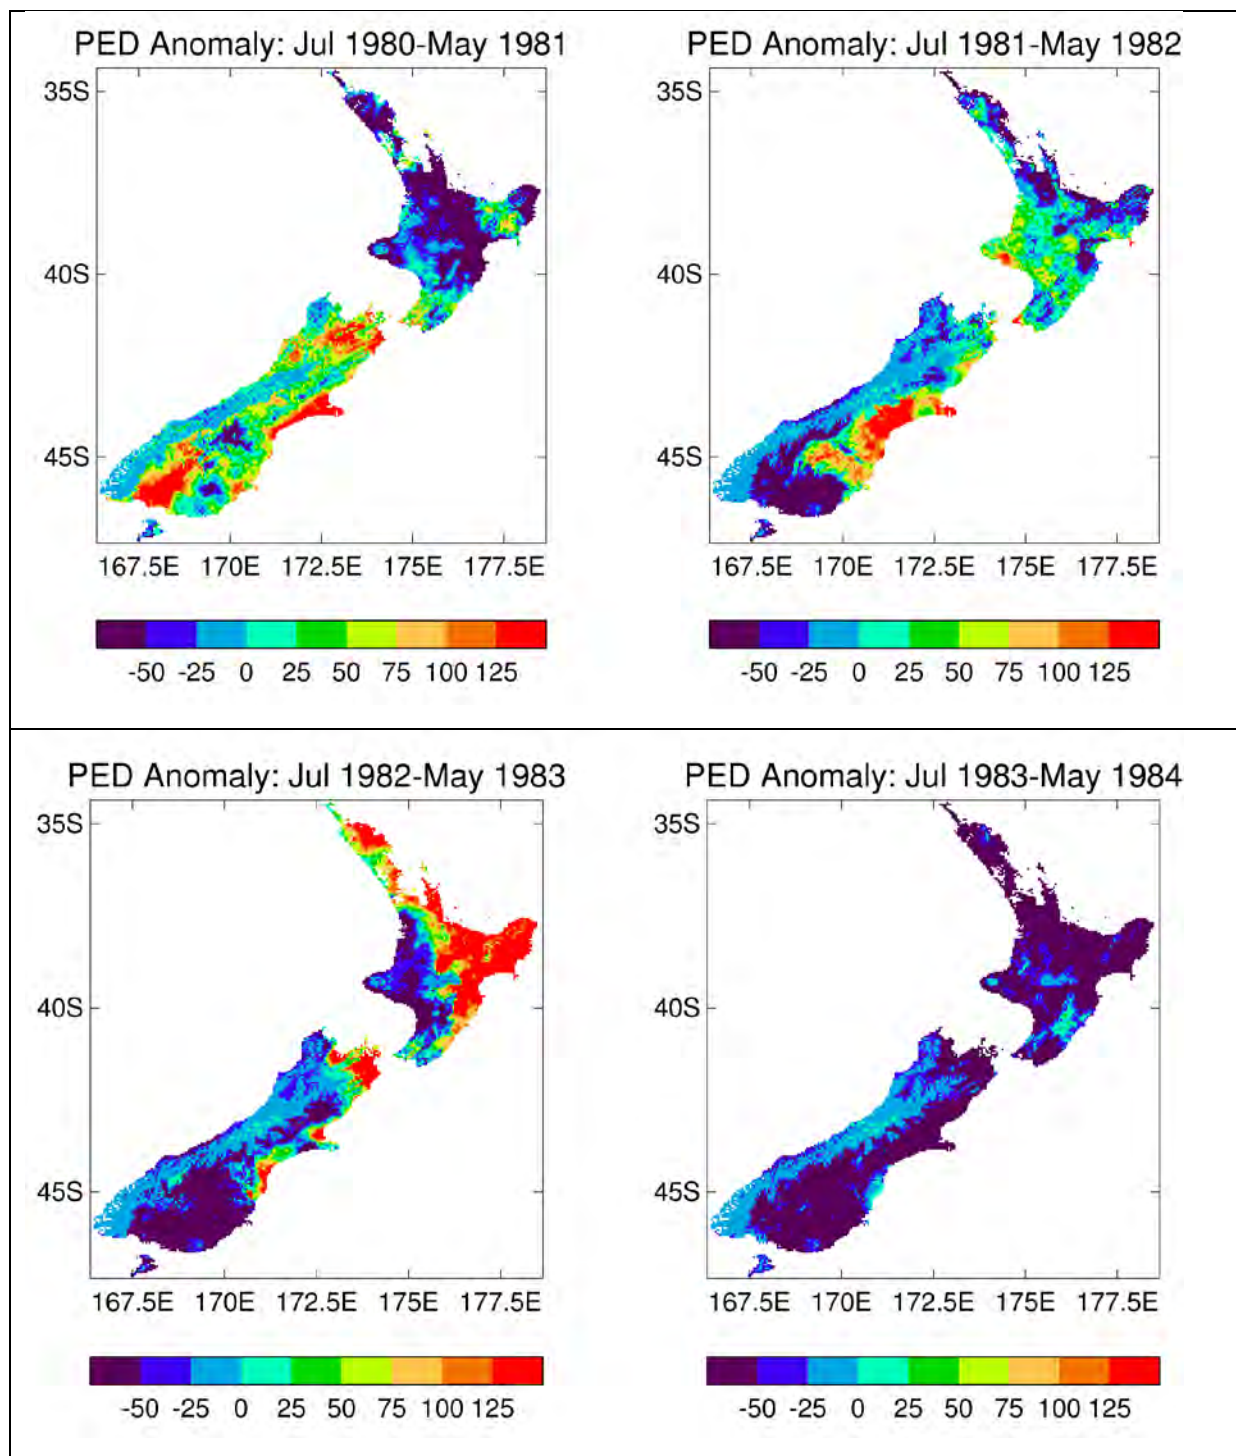 PED Anomaly: Jul 1980-May 1981
35S
40S
45S
167.5E 170E 172.5E 175E 177.5E
-50 -25 0 25 50 75 100 125
PED Anomaly: Jul 1981-May 1982
35S
40S
45S
167.5E 170E 172.5E 175E 177.5E
-50 -25 0 25 50 75 100 125
PED Anomaly: Jul 1982-May 1983
35S
40S
45S
167.5E 170E 172.5E 175E 177.5E
-50 -25 0 25 50 75 100 125
PED Anomaly: Jul 1983-May 1984
35S
40S
45S
167.5E 170E 172.5E 175E 177.5E
-50 -25 0 25 50 75 100 125